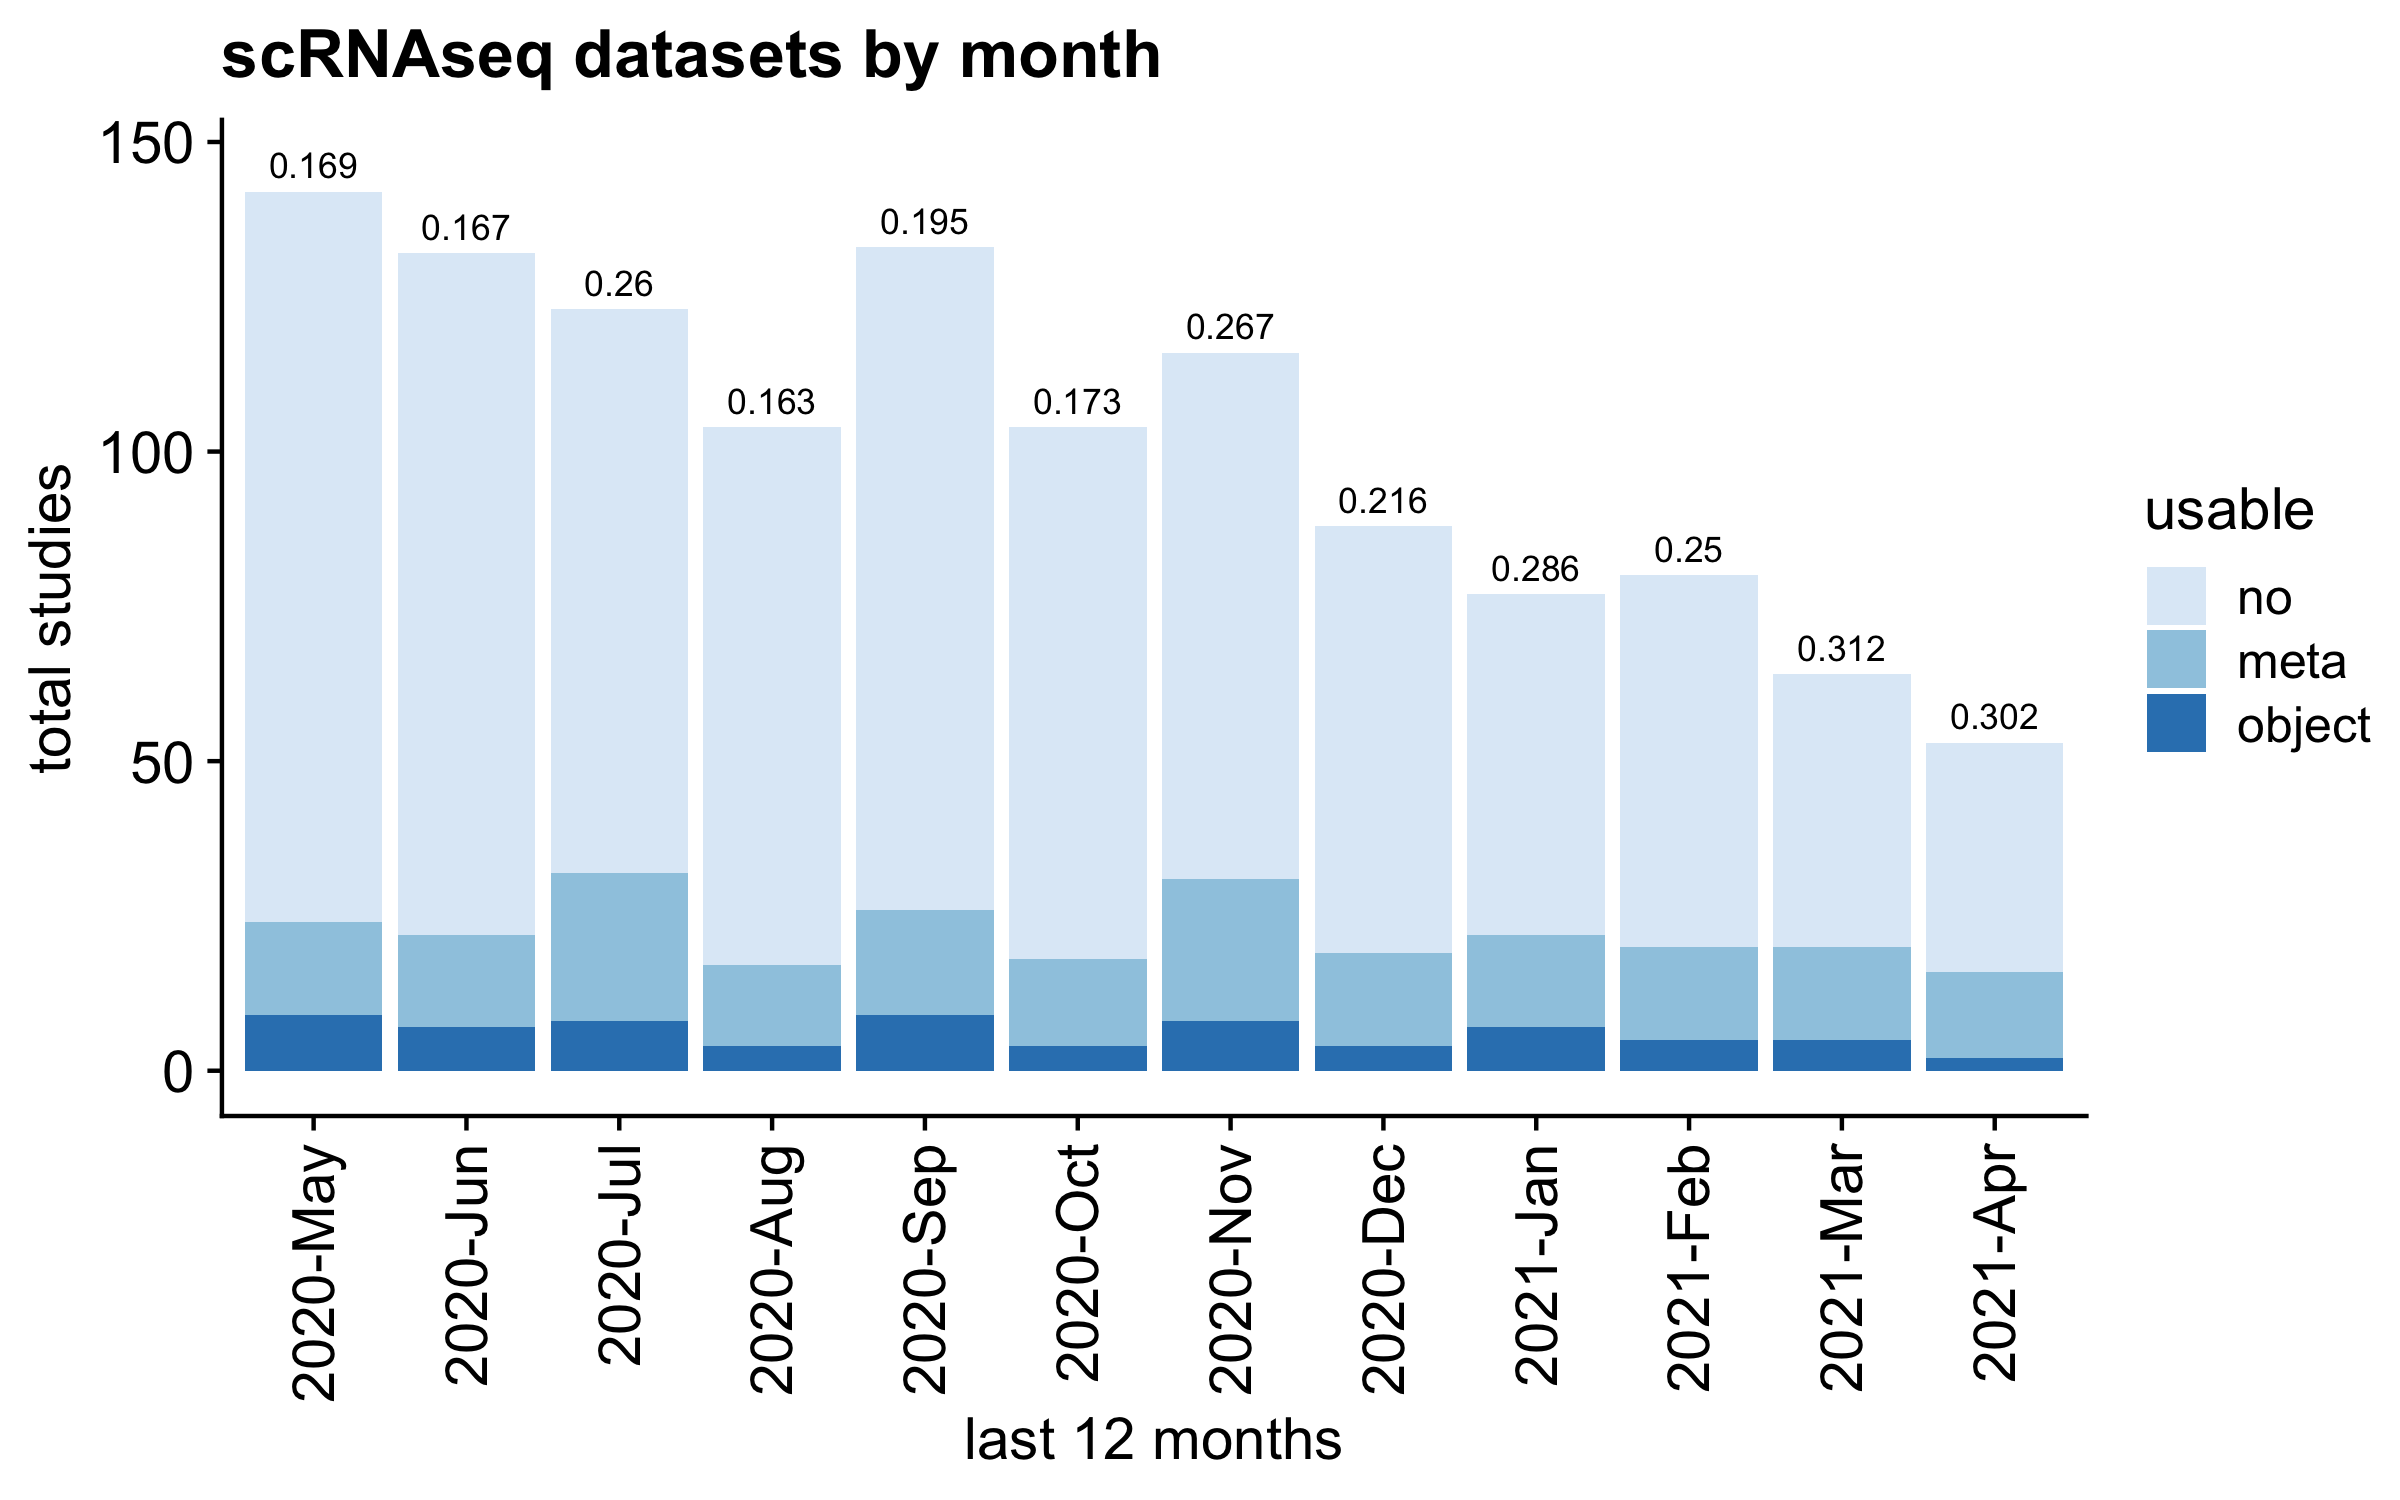 scRNAseq datasets by month
total studies
150
100
50
0
0.169
0.167
0.26
0.163
0.195
0.173
0.267
0.216
0.286
0.25
0.312
0.302
2020-May
2020-Jun
2020-Jul
2020-Aug
2020-Sep
2020-Oct
2020-Nov
2020-Dec
2021-Jan
2021-Feb
2021-Mar
2021-Apr
last 12 months
usable
no
meta
object